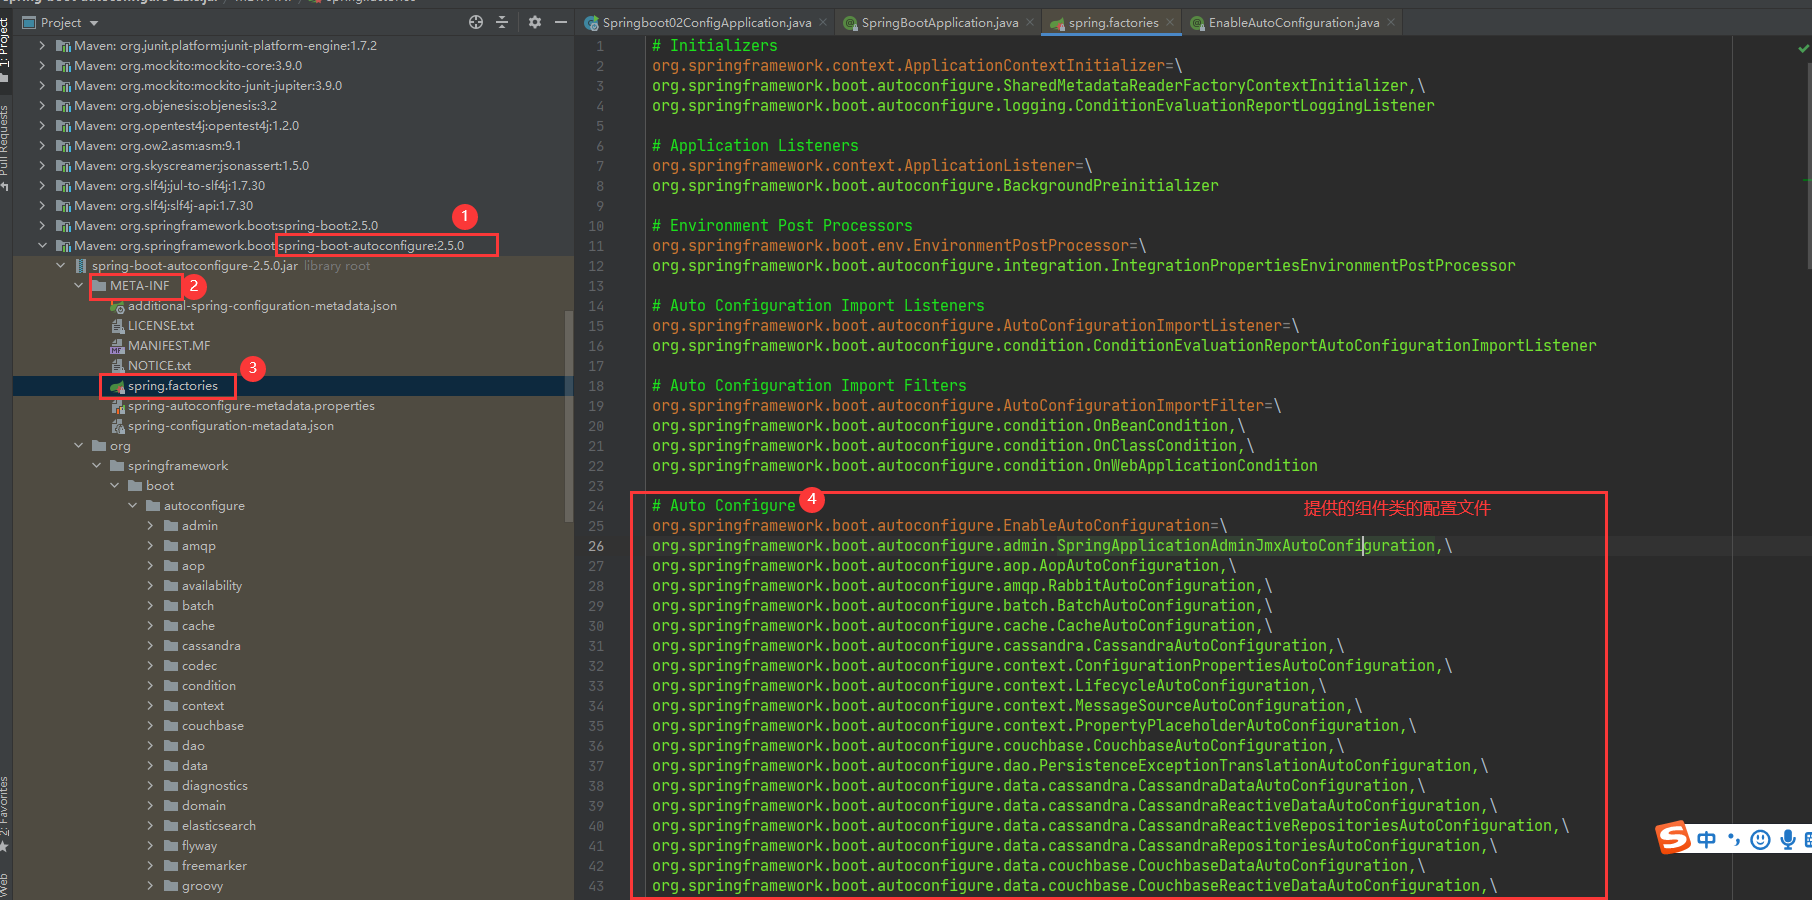 Project
Springboot02ConfigApplication.java
SpringBootApplication.java
spring.factories
EnableAutoConfiguration.java
1: Project
Pull Requests
2: Favorites
Web
Maven: org.junit.platform:junit-platform-engine:1.7.2
Maven: org.mockito:mockito-core:3.9.0
Maven: org.mockito:mockito-junit-jupiter:3.9.0
Maven: org.objenesis:objenesis:3.2
Maven: org.opentest4j:opentest4j:1.2.0
Maven: org.ow2.asm:asm:9.1
Maven: org.skyscreamer:jsonassert:1.5.0
Maven: org.slf4j:jul-to-slf4j:1.7.30
Maven: org.slf4j:slf4j-api:1.7.30
Maven: org.springframework.boot:spring-boot:2.5.0
1
Maven: org.springframework.boot:spring-boot-autoconfigure:2.5.0
spring-boot-autoconfigure-2.5.0.jar library root
META-INF
2
additional-spring-configuration-metadata.json
LICENSE.txt
MANIFEST.MF
NOTICE.txt
3
spring.factories
spring-autoconfigure-metadata.properties
spring-configuration-metadata.json
org
springframework
boot
autoconfigure
admin
amqp
aop
availability
batch
cache
cassandra
codec
condition
context
couchbase
dao
data
diagnostics
domain
elasticsearch
flyway
freemarker
groovy
1 # Initializers
2 org.springframework.context.ApplicationContextInitializer=\
3 org.springframework.boot.autoconfigure.SharedMetadataReaderFactoryContextInitializer,\
4 org.springframework.boot.autoconfigure.logging.ConditionEvaluationReportLoggingListener
5
6 # Application Listeners
7 org.springframework.context.ApplicationListener=\
8 org.springframework.boot.autoconfigure.BackgroundPreinitializer
9
10 # Environment Post Processors
11 org.springframework.boot.env.EnvironmentPostProcessor=\
12 org.springframework.boot.autoconfigure.integration.IntegrationPropertiesEnvironmentPostProcessor
13
14 # Auto Configuration Import Listeners
15 org.springframework.boot.autoconfigure.AutoConfigurationImportListener=\
16 org.springframework.boot.autoconfigure.condition.ConditionEvaluationReportAutoConfigurationImportListener
17
18 # Auto Configuration Import Filters
19 org.springframework.boot.autoconfigure.AutoConfigurationImportFilter=\
20 org.springframework.boot.autoconfigure.condition.OnBeanCondition,\
21 org.springframework.boot.autoconfigure.condition.OnClassCondition,\
22 org.springframework.boot.autoconfigure.condition.OnWebApplicationCondition
23
24 # Auto Configure
4
提供的组件类的配置文件
25 org.springframework.boot.autoconfigure.EnableAutoConfiguration=\
26 org.springframework.boot.autoconfigure.admin.SpringApplicationAdminJmxAutoConfiguration,\
27 org.springframework.boot.autoconfigure.aop.AopAutoConfiguration,\
28 org.springframework.boot.autoconfigure.amqp.RabbitAutoConfiguration,\
29 org.springframework.boot.autoconfigure.batch.BatchAutoConfiguration,\
30 org.springframework.boot.autoconfigure.cache.CacheAutoConfiguration,\
31 org.springframework.boot.autoconfigure.cassandra.CassandraAutoConfiguration,\
32 org.springframework.boot.autoconfigure.context.ConfigurationPropertiesAutoConfiguration,\
33 org.springframework.boot.autoconfigure.context.LifecycleAutoConfiguration,\
34 org.springframework.boot.autoconfigure.context.MessageSourceAutoConfiguration,\
35 org.springframework.boot.autoconfigure.context.PropertyPlaceholderAutoConfiguration,\
36 org.springframework.boot.autoconfigure.couchbase.CouchbaseAutoConfiguration,\
37 org.springframework.boot.autoconfigure.dao.PersistenceExceptionTranslationAutoConfiguration,\
38 org.springframework.boot.autoconfigure.data.cassandra.CassandraDataAutoConfiguration,\
39 org.springframework.boot.autoconfigure.data.cassandra.CassandraReactiveDataAutoConfiguration,\
40 org.springframework.boot.autoconfigure.data.cassandra.CassandraReactiveRepositoriesAutoConfiguration,\
41 org.springframework.boot.autoconfigure.data.cassandra.CassandraRepositoriesAutoConfiguration,\
42 org.springframework.boot.autoconfigure.data.couchbase.CouchbaseDataAutoConfiguration,\
43 org.springframework.boot.autoconfigure.data.couchbase.CouchbaseReactiveDataAutoConfiguration,\
S 中